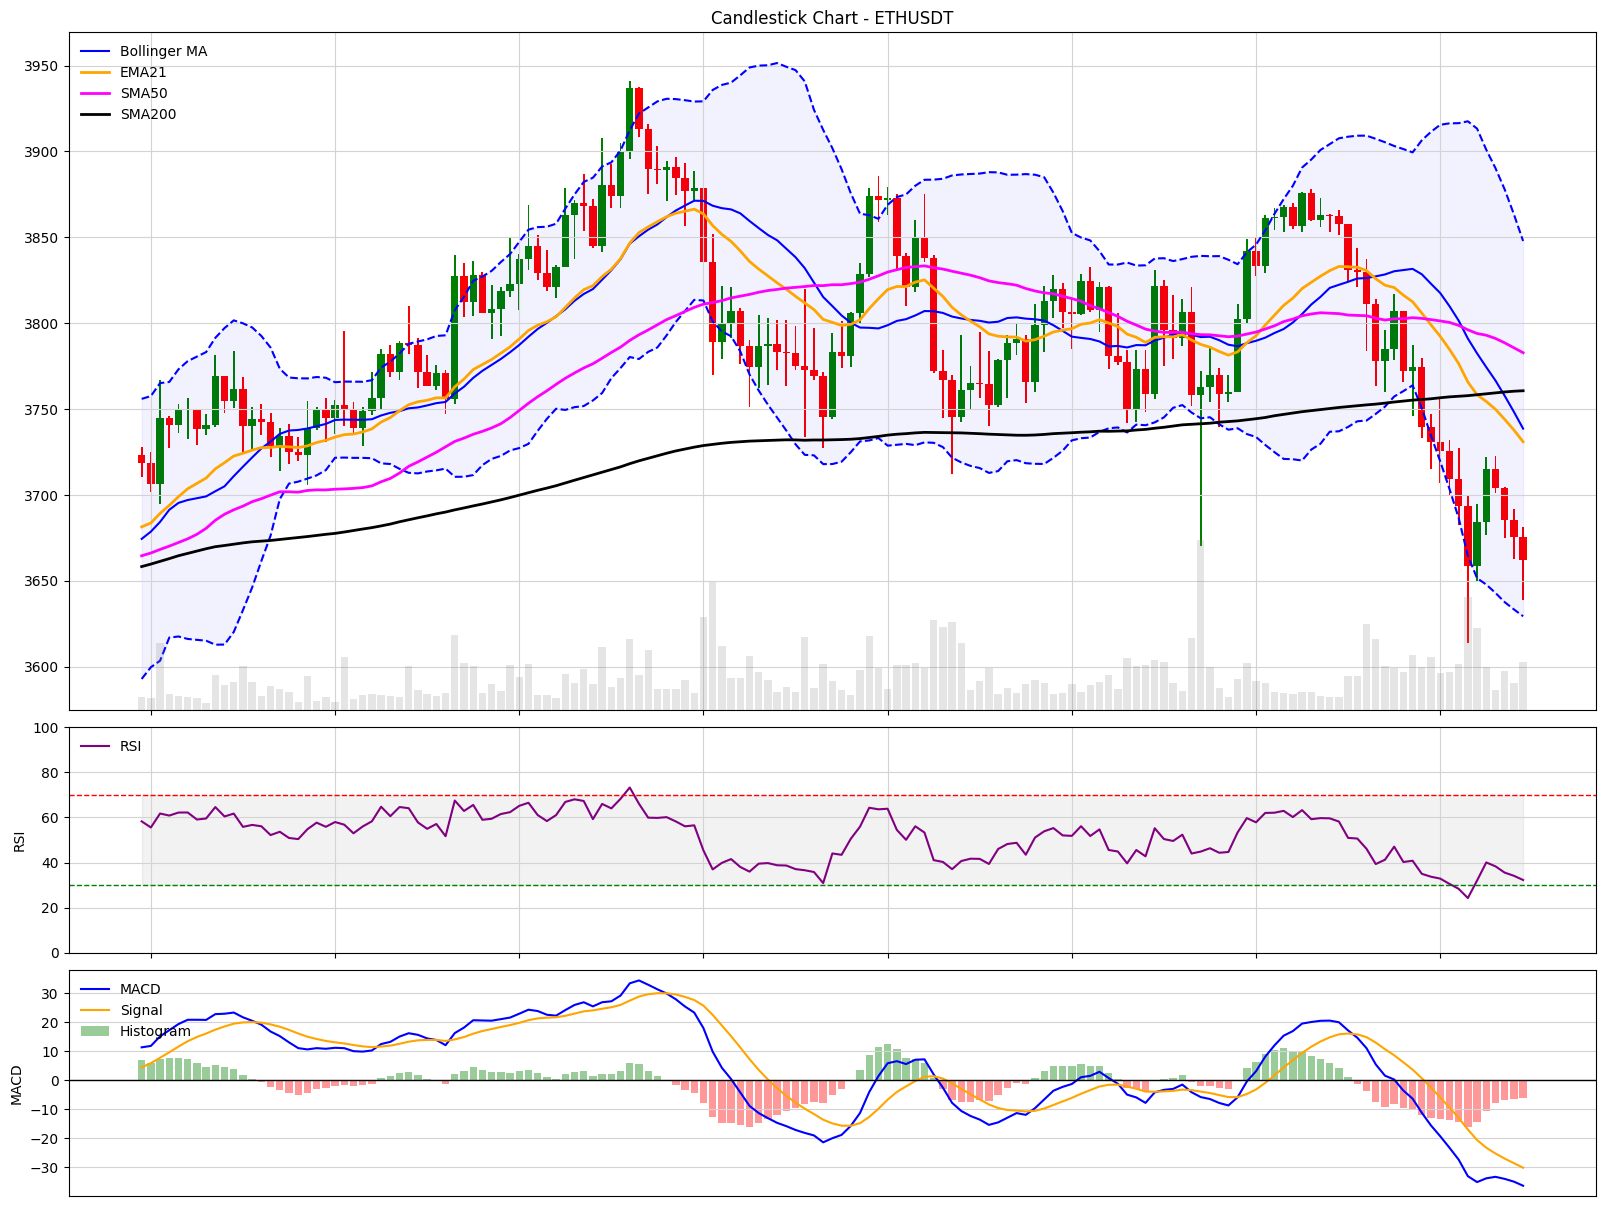 Candlestick Chart - ETHUSDT
Bollinger MA
EMA21
SMA50
SMA200
3950
3900
3850
3800
3750
3700
3650
3600
RSI
100
80
60
40
20
0
RSI
MACD
Signal
Histogram
30
20
10
0
−10
−20
−30
MACD